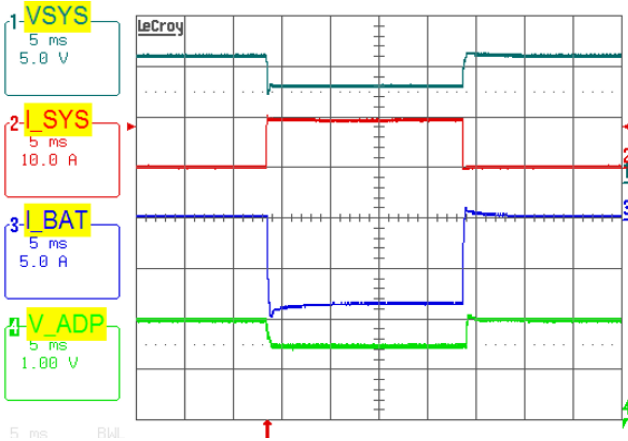 1 VSYS
5 ms
5.0 V
LeCroy
2 I_SYS
5 ms
10.0 A
3 I_BAT
5 ms
5.0 A
4 V_ADP
5 ms
1.00 V
5 ms BWL